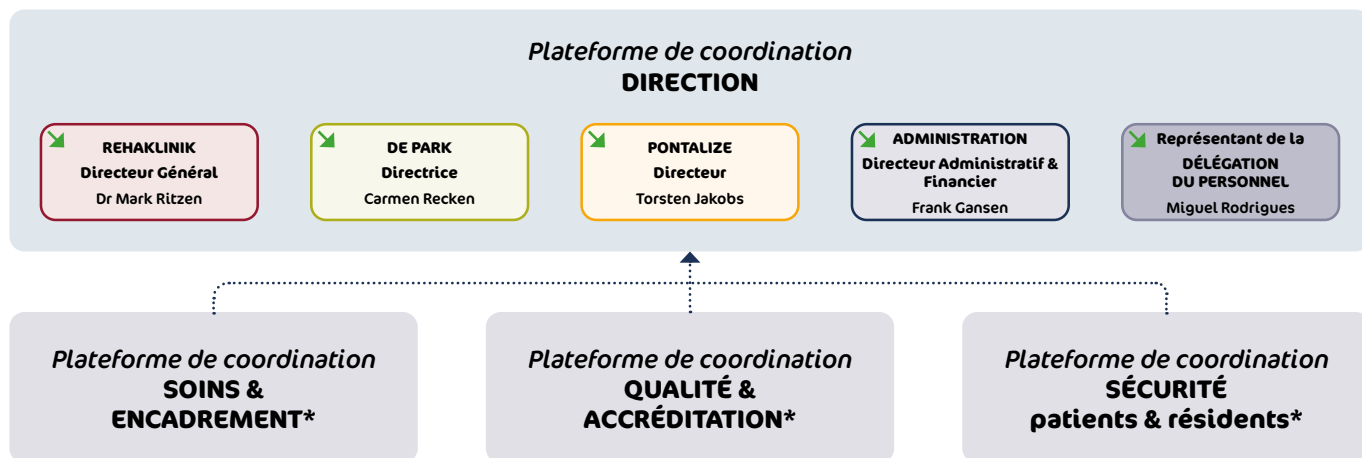 Plateforme de coordination
DIRECTION
REHAKLINIK
Directeur Général
Dr Mark Ritzen
DE PARK
Directrice
Carmen Recken
PONTALIZE
Directeur
Torsten Jakobs
ADMINISTRATION
Directeur Administratif &
Financier
Frank Gansen
Représentant de la
DÉLÉGATION
DU PERSONNEL
Miguel Rodrigues
Plateforme de coordination
SOINS &
ENCADREMENT*
Plateforme de coordination
QUALITÉ &
ACCRÉDITATION*
Plateforme de coordination
SÉCURITÉ
patients & résidents*